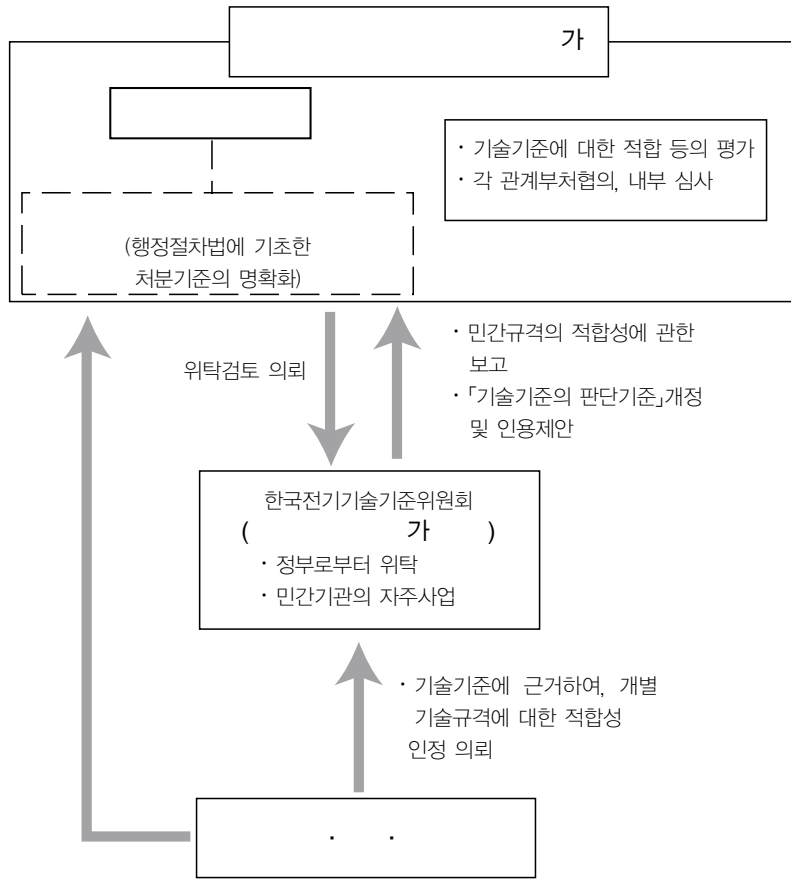 가
· 기술기준에 대한 적합 등의 평가
· 각 관계부처협의, 내부 심사
(행정절차법에 기초한
처분기준의 명확화)
위탁검토 의뢰
· 민간규격의 적합성에 관한
보고
· 「기술기준의 판단기준」개정
및 인용제안
한국전기기술기준위원회
( 가 )
· 정부로부터 위탁
· 민간기관의 자주사업
· 기술기준에 근거하여, 개별
기술규격에 대한 적합성
인정 의뢰
· ·